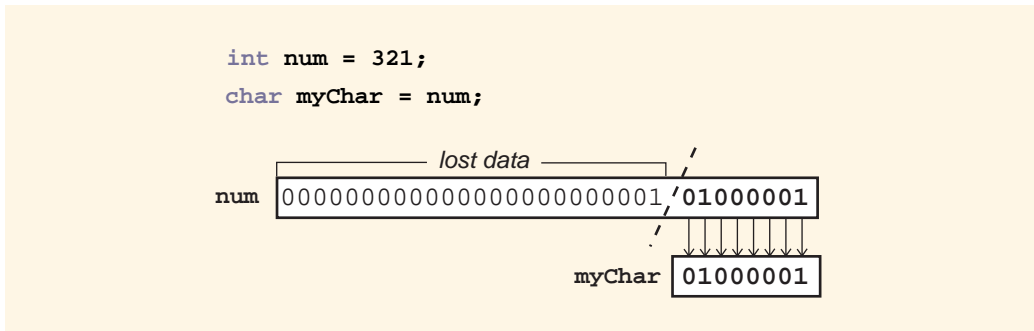 int num = 321;
char myChar = num;
lost data
num 000000000000000000000001 01000001
myChar 01000001